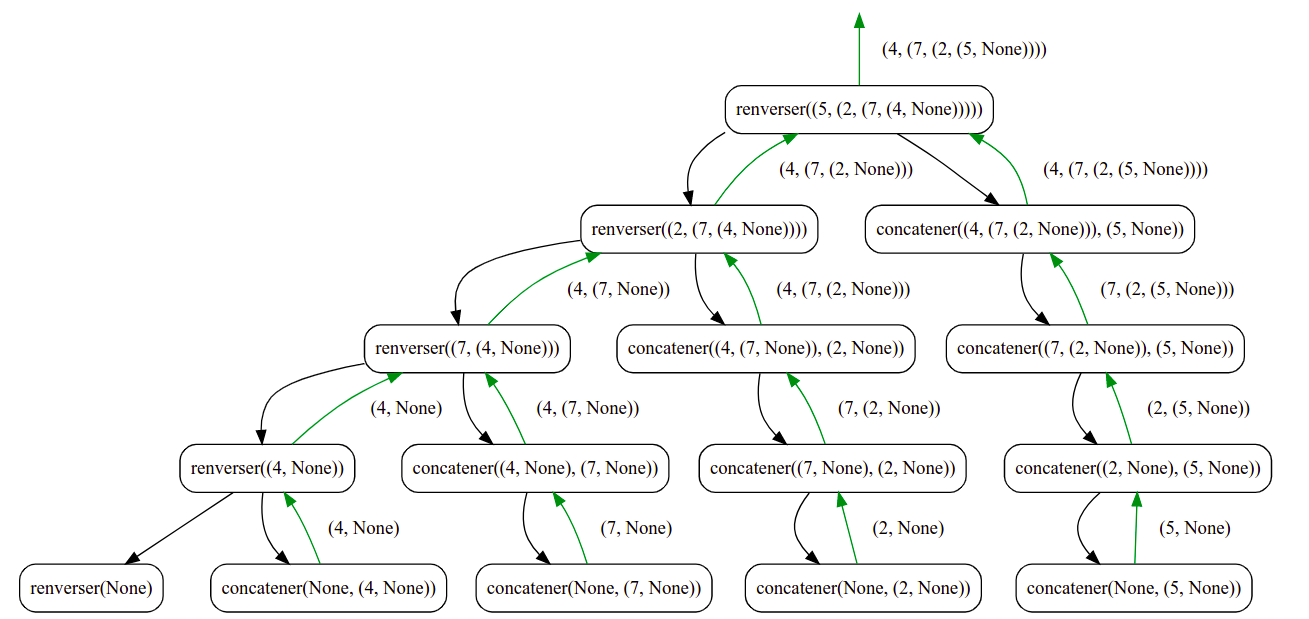 (4, (7, (2, (5, None))))
renverser((5, (2, (7, (4, None)))))
(4, (7, (2, None)))
(4, (7, (2, (5, None))))
renverser((2, (7, (4, None))))
concatener((4, (7, (2, None))), (5, None))
(4, (7, None))
(4, (7, (2, None)))
(7, (2, (5, None)))
renverser((7, (4, None)))
concatener((4, (7, None)), (2, None))
concatener((7, (2, None)), (5, None))
(4, None)
(4, (7, None))
(7, (2, None))
(2, (5, None))
renverser((4, None))
concatener((4, None), (7, None))
concatener((7, None), (2, None))
concatener((2, None), (5, None))
(4, None)
(7, None)
(2, None)
(5, None)
renverser(None)
concatener(None, (4, None))
concatener(None, (7, None))
concatener(None, (2, None))
concatener(None, (5, None))